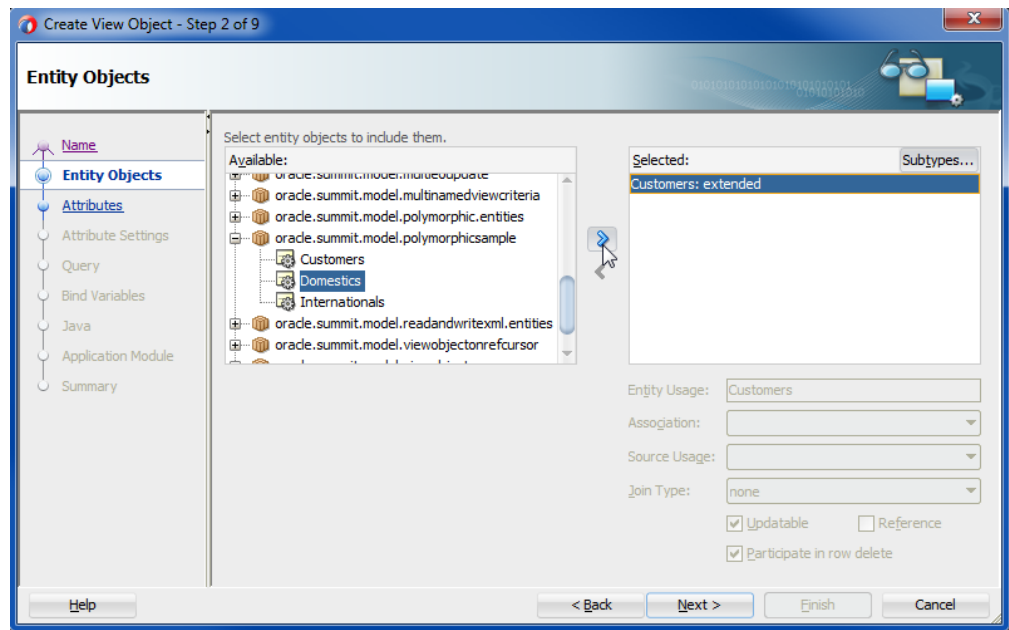 Create View Object - Step 2 of 9
x
Entity Objects
Name
Entity Objects
Attributes
Attribute Settings
Query
Bind Variables
Java
Application Module
Summary
Select entity objects to include them.
Available:
oracle.summit.model.multieoupdate
oracle.summit.model.multinamedviewcriteria
oracle.summit.model.polymorphic.entities
oracle.summit.model.polymorphicsample
Customers
Domestics
Internationals
oracle.summit.model.readandwritexml.entities
oracle.summit.model.viewobjectonrefcursor
Selected:
Subtypes...
Customers: extended
Entity Usage: Customers
Association:
Source Usage:
Join Type: none
Updatable Reference
Participate in row delete
Help
< Back Next > Finish Cancel